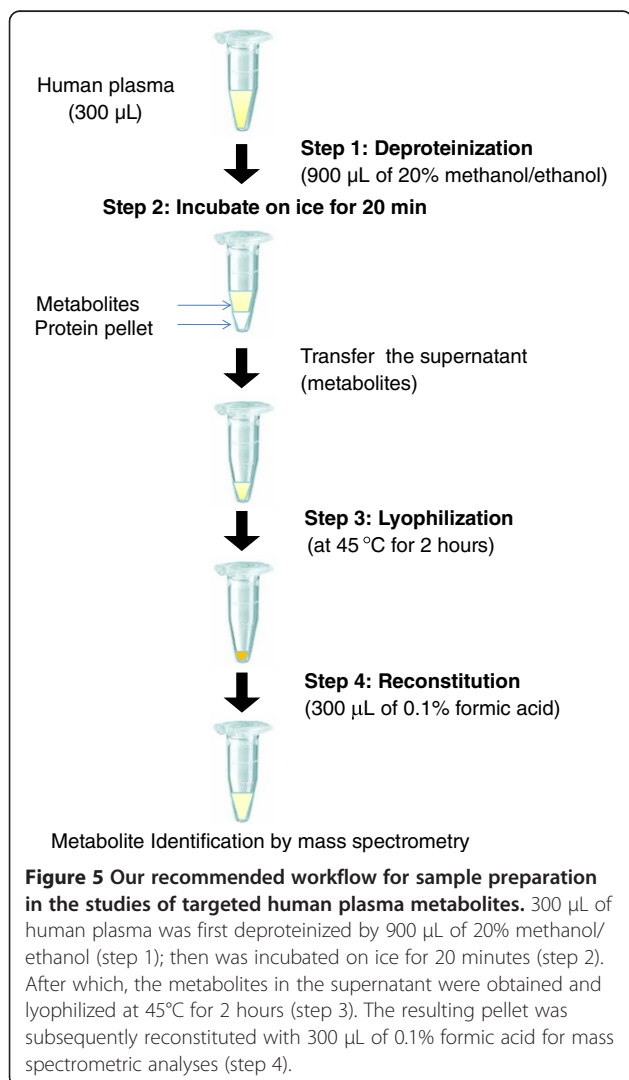 Human plasma
(300 µL)
Step 1: Deproteinization
(900 µL of 20% methanol/ethanol)
Step 2: Incubate on ice for 20 min
Metabolites
Protein pellet
Transfer the supernatant
(metabolites)
Step 3: Lyophilization
(at 45 °C for 2 hours)
Step 4: Reconstitution
(300 µL of 0.1% formic acid)
Metabolite Identification by mass spectrometry
Figure 5 Our recommended workflow for sample preparation
in the studies of targeted human plasma metabolites. 300 µL of
human plasma was first deproteinized by 900 µL of 20% methanol/
ethanol (step 1); then was incubated on ice for 20 minutes (step 2).
After which, the metabolites in the supernatant were obtained and
lyophilized at 45°C for 2 hours (step 3). The resulting pellet was
subsequently reconstituted with 300 µL of 0.1% formic acid for mass
spectrometric analyses (step 4).